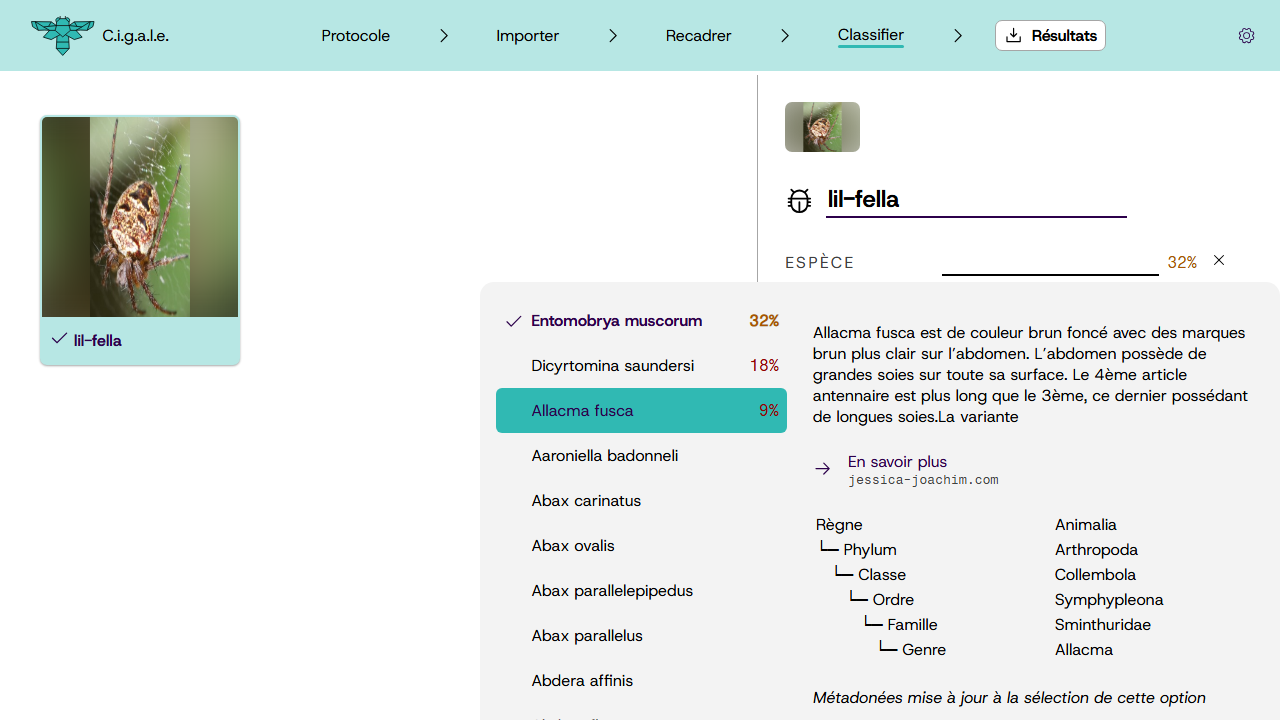 C.i.g.a.l.e.
Protocole
Importer
Recadrer
Classifier
Résultats
lil-fella
lil-fella
ESPÈCE
32%
Entomobrya muscorum 32%
Dicyrtomina saundersi 18%
Allacma fusca 9%
Aaroniella badonneli
Abax carinatus
Abax ovalis
Abax parallelepipedus
Abax parallelus
Abdera affinis
Allacma fusca est de couleur brun foncé avec des marques
brun plus clair sur l'abdomen. L'abdomen possède de
grandes soies sur toute sa surface. Le 4ème article
antennaire est plus long que le 3ème, ce dernier possédant
de longues soies.La variante
En savoir plus
jessica-joachim.com
Règne Animalia
Phylum Arthropoda
Classe Collembola
Ordre Symphypleona
Famille Sminthuridae
Genre Allacma
Métadonées mise à jour à la sélection de cette option